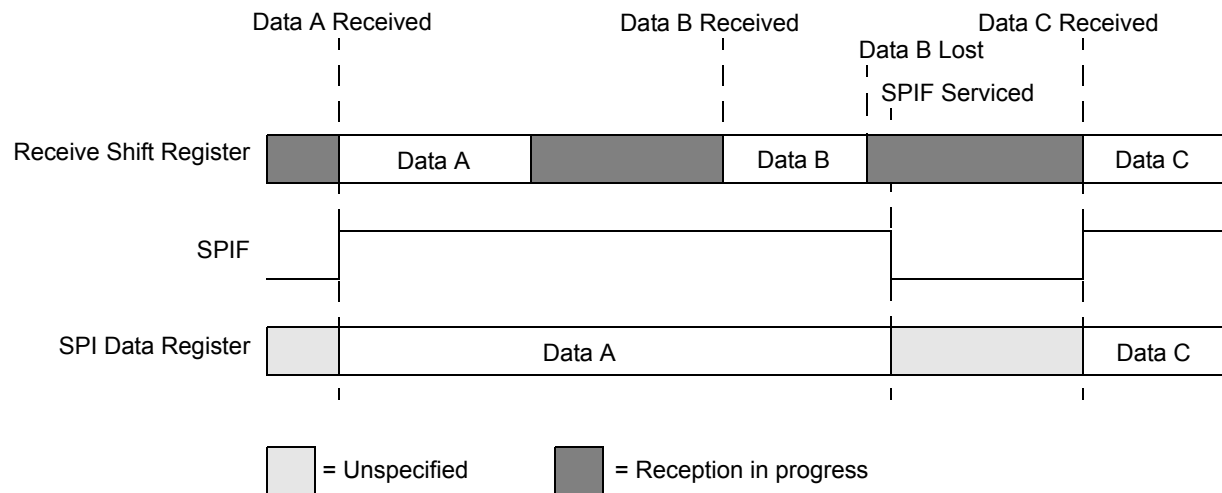 Data A Received
Data B Received
Data C Received
Data B Lost
SPIF Serviced
Receive Shift Register
Data A
Data B
Data C
SPIF
SPI Data Register
Data A
Data C
= Unspecified
= Reception in progress